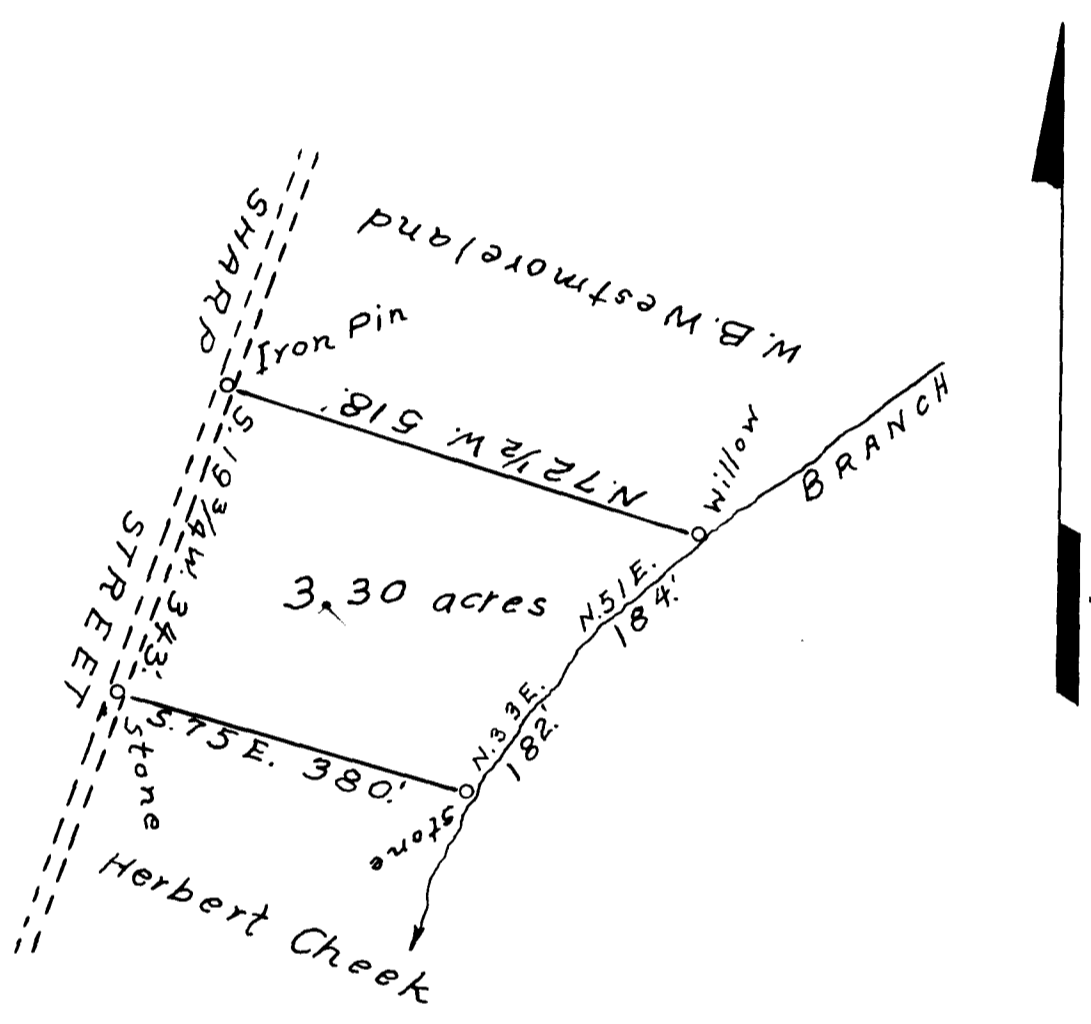 SHARP STREET
W.B. Westmoreland
Iron Pin
N. 72 1/2 W. 518.'
Willow
BRANCH
S. 19 3/4 W. 343.'
3.30 acres
N. 51 E.
184.'
N. 33 E.
182.'
S. 75 E. 380.'
Stone
Stone
Herbert Cheek